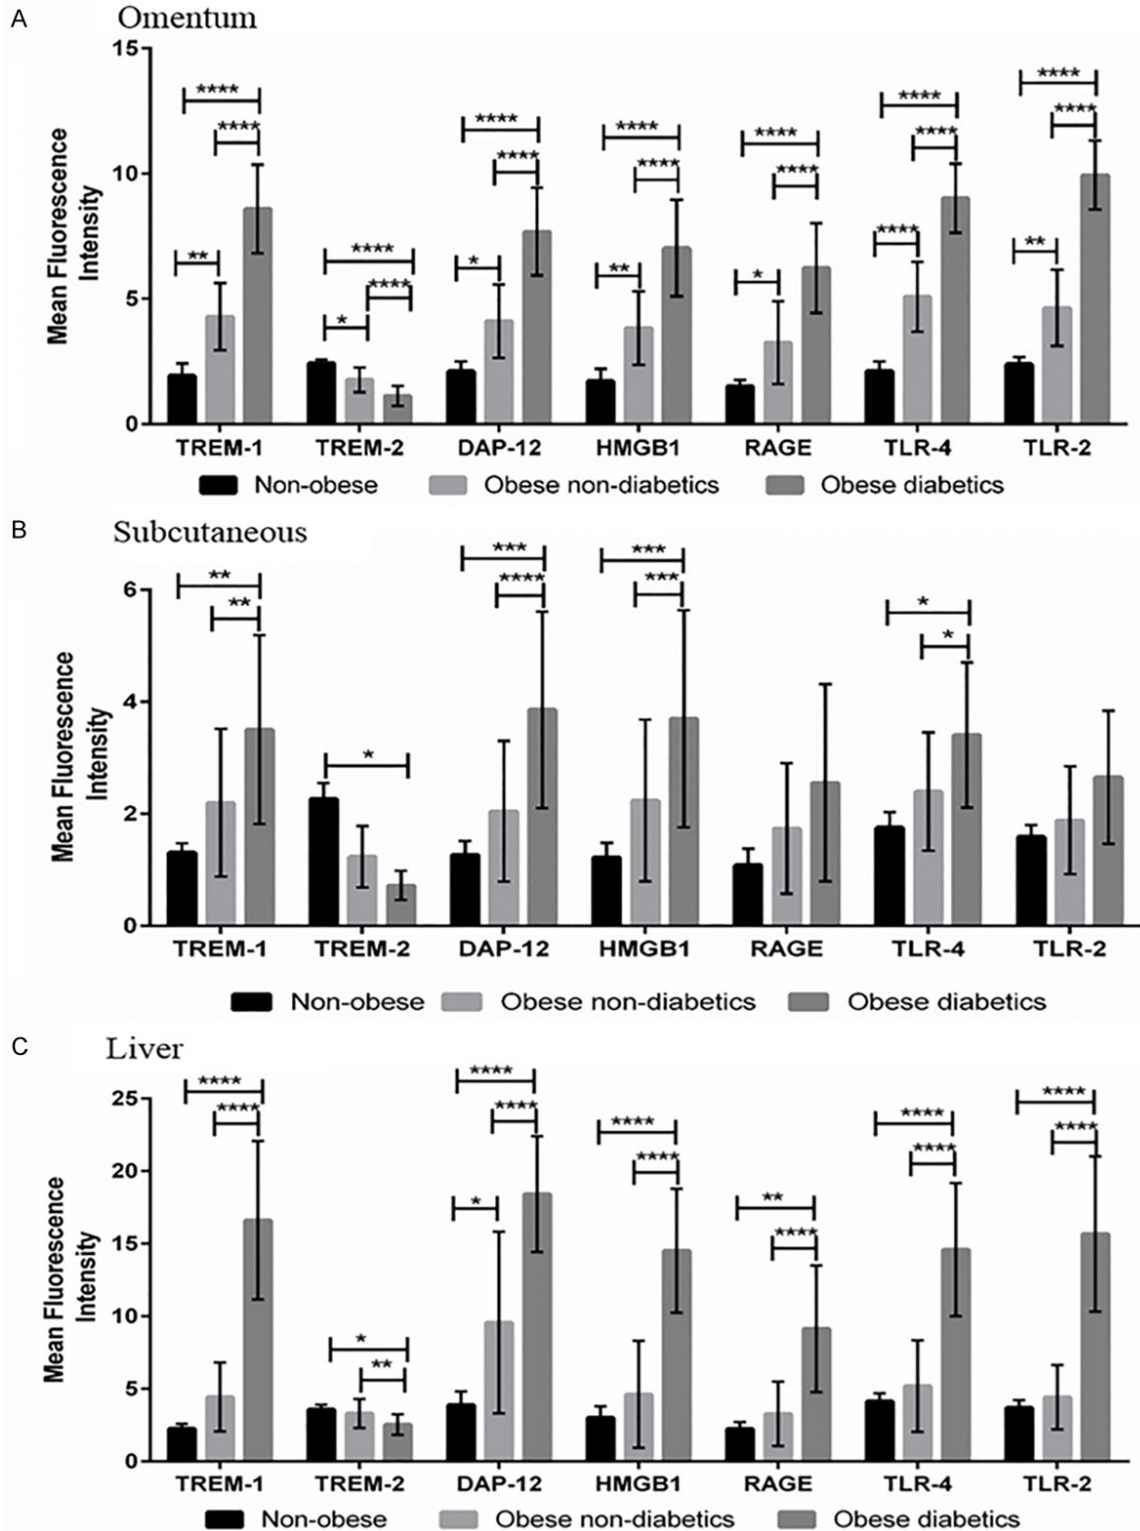 A
Omentum
Mean Fluorescence
Intensity
15
10
5
0
**** **** **
**** **** *
**** **** *
**** **** **
**** **** *
**** **** ****
**** **** **
TREM-1 TREM-2 DAP-12 HMGB1 RAGE TLR-4 TLR-2
Non-obese Obese non-diabetics Obese diabetics
B
Subcutaneous
Mean Fluorescence
Intensity
6
4
2
0
** **
*
*** ****
*** ***
* *
TREM-1 TREM-2 DAP-12 HMGB1 RAGE TLR-4 TLR-2
Non-obese Obese non-diabetics Obese diabetics
C
Liver
Mean Fluorescence
Intensity
25
20
15
10
5
0
**** ****
* **
**** **** *
**** ****
** ****
**** ****
**** ****
TREM-1 TREM-2 DAP-12 HMGB1 RAGE TLR-4 TLR-2
Non-obese Obese non-diabetics Obese diabetics